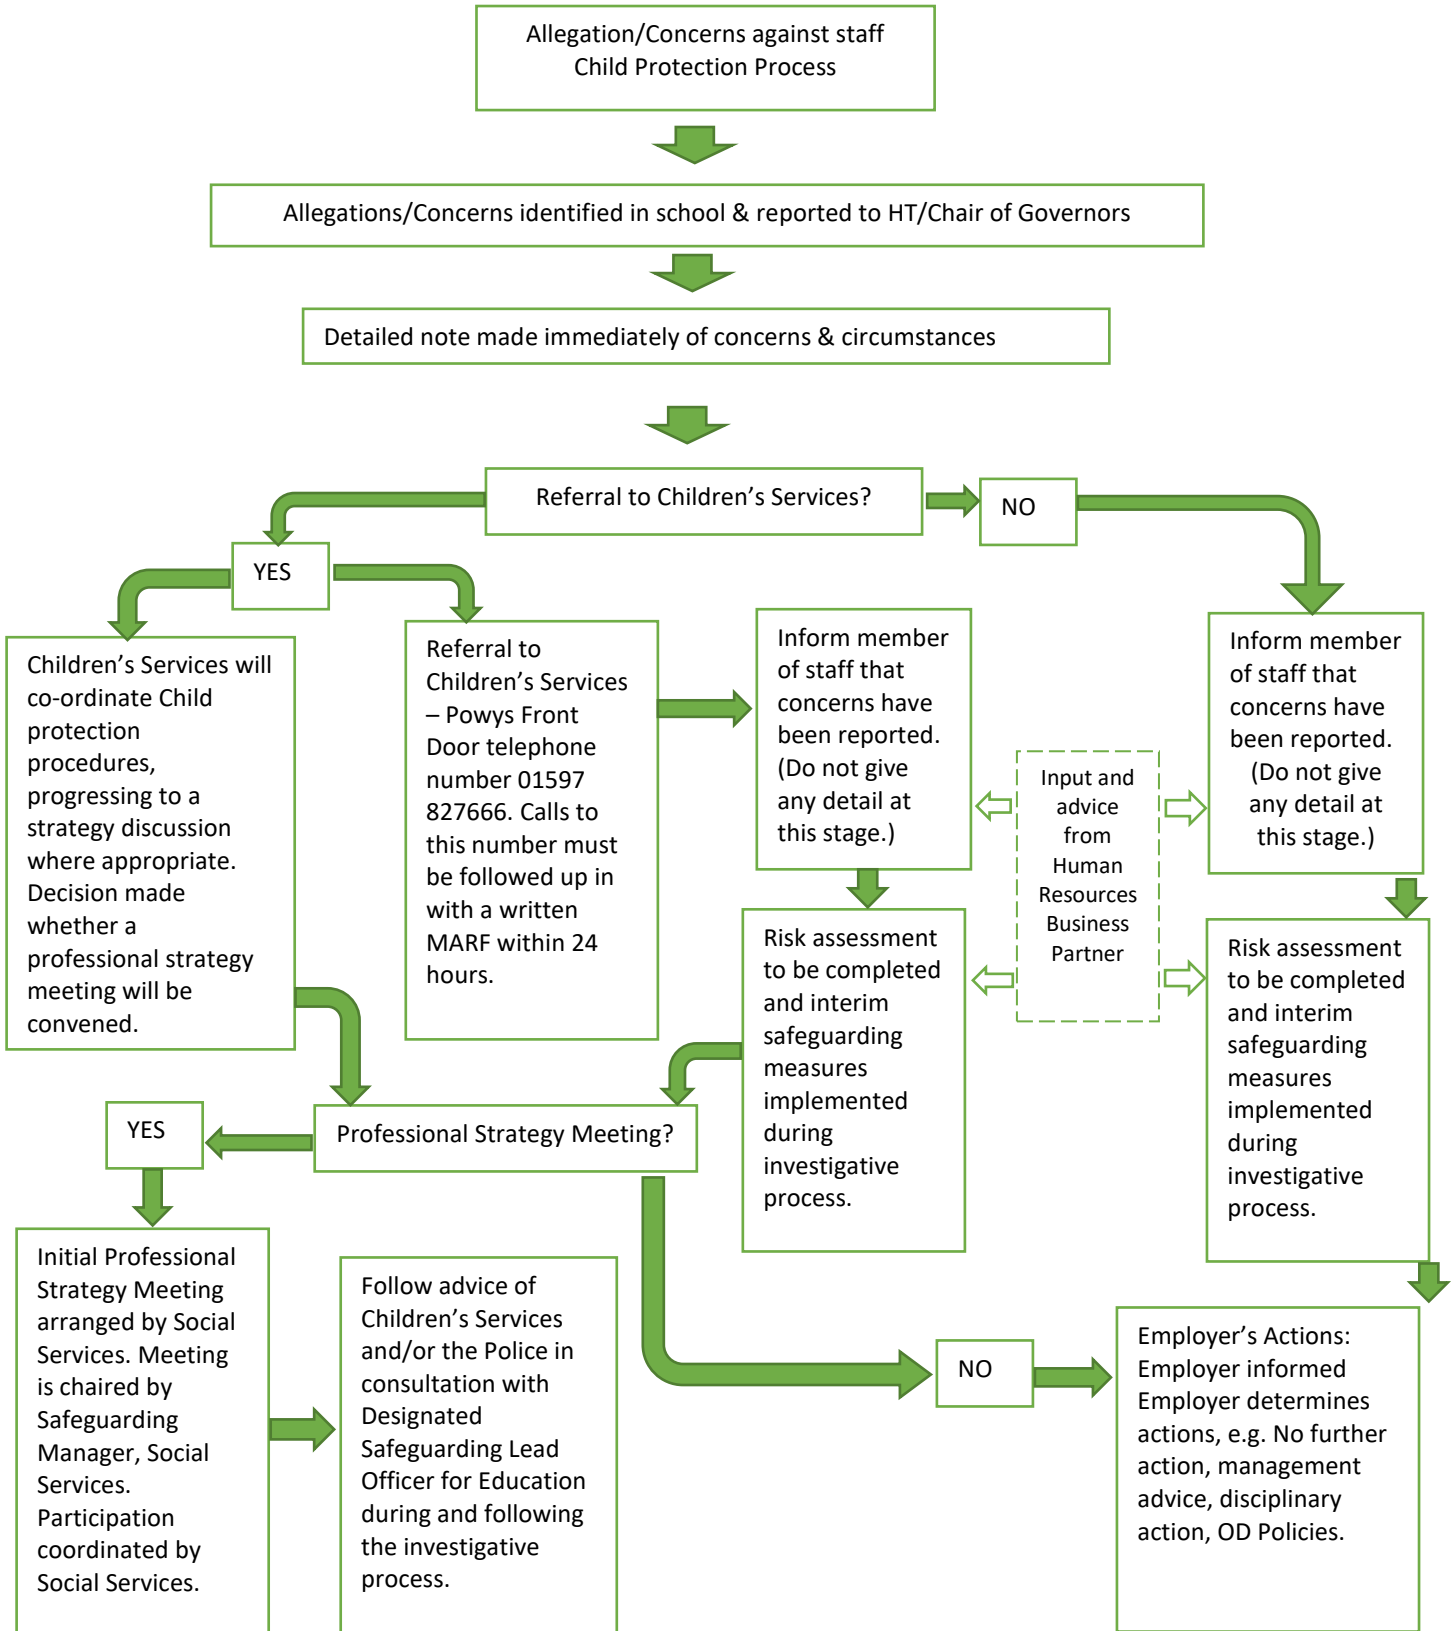 Allegation/Concerns against staff
Child Protection Process
Allegations/Concerns identified in school & reported to HT/Chair of Governors
Detailed note made immediately of concerns & circumstances
Referral to Children’s Services?
NO
YES
Children’s Services will
co-ordinate Child
protection
procedures,
progressing to a
strategy discussion
where appropriate.
Decision made
whether a
professional strategy
meeting will be
convened.
Referral to
Children’s Services
– Powys Front
Door telephone
number 01597
827666. Calls to
this number must
be followed up in
with a written
MARF within 24
hours.
Inform member
of staff that
concerns have
been reported.
(Do not give
any detail at
this stage.)
Input and
advice
from
Human
Resources
Business
Partner
Inform member
of staff that
concerns have
been reported.
(Do not give
any detail at
this stage.)
Risk assessment
to be completed
and interim
safeguarding
measures
implemented
during
investigative
process.
Risk assessment
to be completed
and interim
safeguarding
measures
implemented
during
investigative
process.
Professional Strategy Meeting?
YES
Initial Professional
Strategy Meeting
arranged by Social
Services. Meeting
is chaired by
Safeguarding
Manager, Social
Services.
Participation
coordinated by
Social Services.
Follow advice of
Children’s Services
and/or the Police in
consultation with
Designated
Safeguarding Lead
Officer for Education
during and following
the investigative
process.
NO
Employer’s Actions:
Employer informed
Employer determines
actions, e.g. No further
action, management
advice, disciplinary
action, OD Policies.